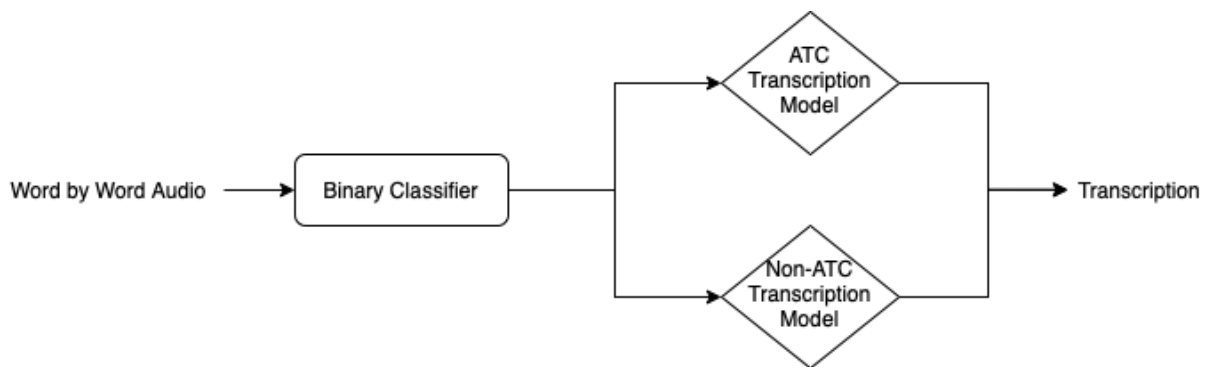 ATC
Transcription
Model
Word by Word Audio
Binary Classifier
Transcription
Non-ATC
Transcription
Model